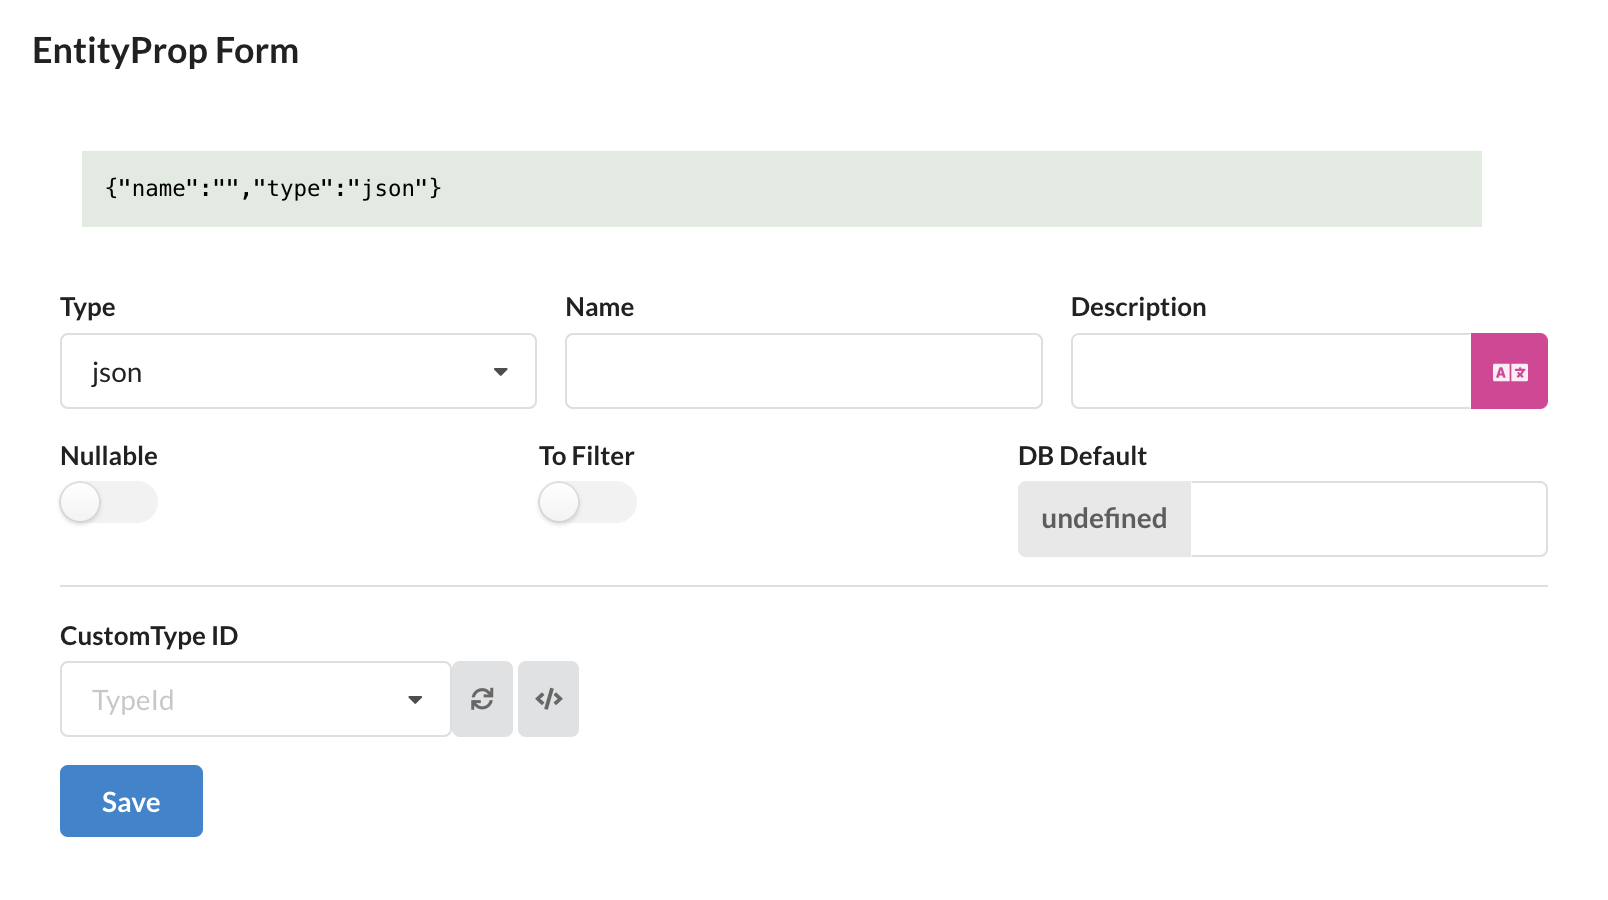 EntityProp Form
{"name":"","type":"json"}
Type
Name
Description
json
A
Nullable
To Filter
DB Default
undefined
CustomType ID
TypeId
Save